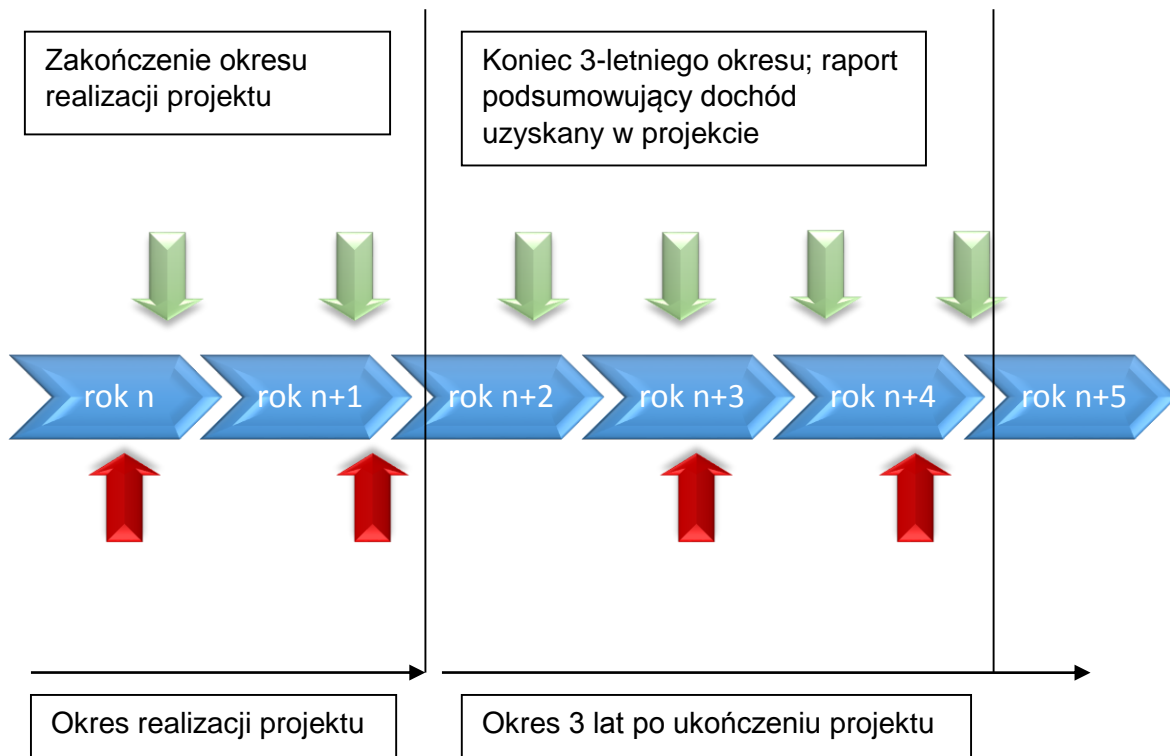 Zakończenie okresu
realizacji projektu
Koniec 3-letniego okresu; raport
podsumowujący dochód
uzyskany w projekcie
rok n
rok n+1
rok n+2
rok n+3
rok n+4
rok n+5
Okres realizacji projektu
Okres 3 lat po ukończeniu projektu